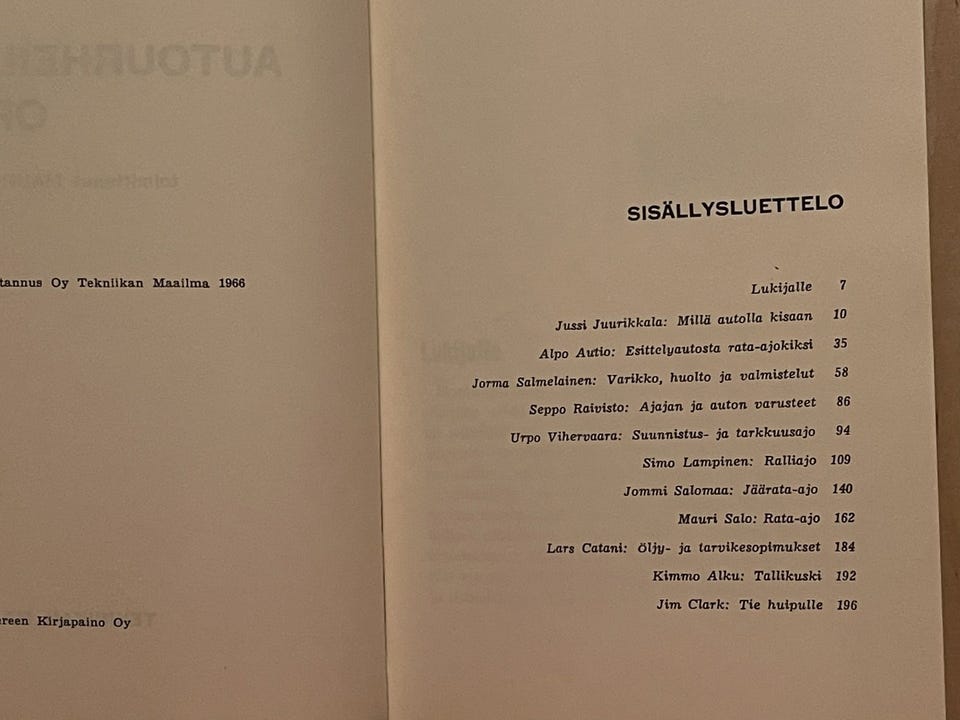 tannus Oy Tekniikan Maailma 1966
ereen Kirjapaino Oy
SISÄLLYSLUETTELO
Lukijalle 7
Jussi Juurikkala: Millä autolla kisaan 10
Alpo Autio: Esittelyautosta rata-ajokiksi 35
Jorma Salmelainen: Varikko, huolto ja valmistelut 58
Seppo Raivisto: Ajajan ja auton varusteet 86
Urpo Vihervaara: Suunnistus- ja tarkkuusajo 94
Simo Lampinen: Ralliajo 109
Jommi Salomaa: Jäärata-ajo 140
Mauri Salo: Rata-ajo 162
Lars Catani: Öljy- ja tarvikesopimukset 184
Kimmo Alku: Tallikuski 192
Jim Clark: Tie huipulle 196